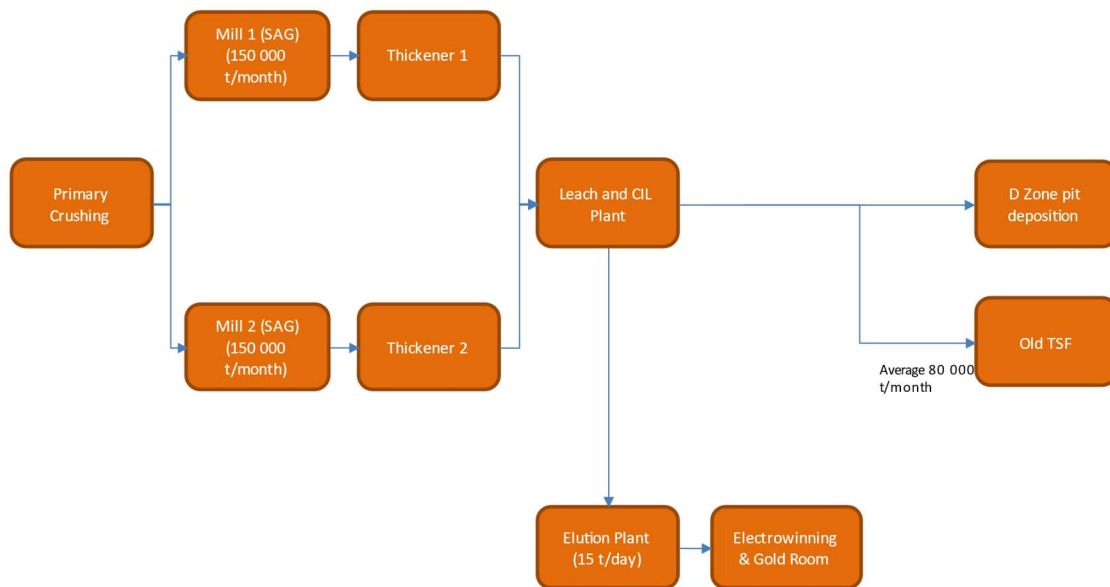 Mill 1 (SAG)
(150 000
t/month)
Thickener 1
Primary
Crushing
Leach and CIL
Plant
D Zone pit
deposition
Mill 2 (SAG)
(150 000
t/month)
Thickener 2
Old TSF
Average 80 000
t/month
Elution Plant
(15 t/day)
Electrowinning
& Gold Room